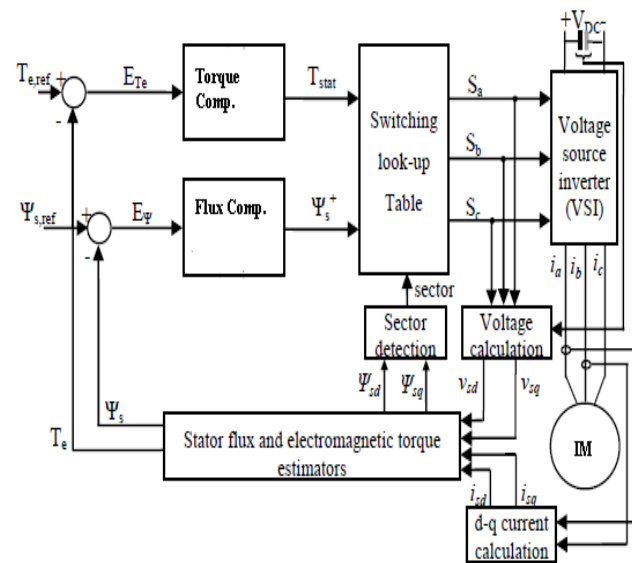 +V_DC-
T_e,ref
+
-
E_Te
Torque
Comp.
T_stat
Switching
look-up
Table
S_a
S_b
S_c
Voltage
source
inverter
(VSI)
Ψ_s,ref
+
-
E_Ψ
Flux Comp.
Ψ_s^+
i_a i_b i_c
sector
Sector
detection
Voltage
calculation
Ψ_sd Ψ_sq
v_sd v_sq
Ψ_s
T_e
Stator flux and electromagnetic torque
estimators
IM
i_sd i_sq
d-q current
calculation